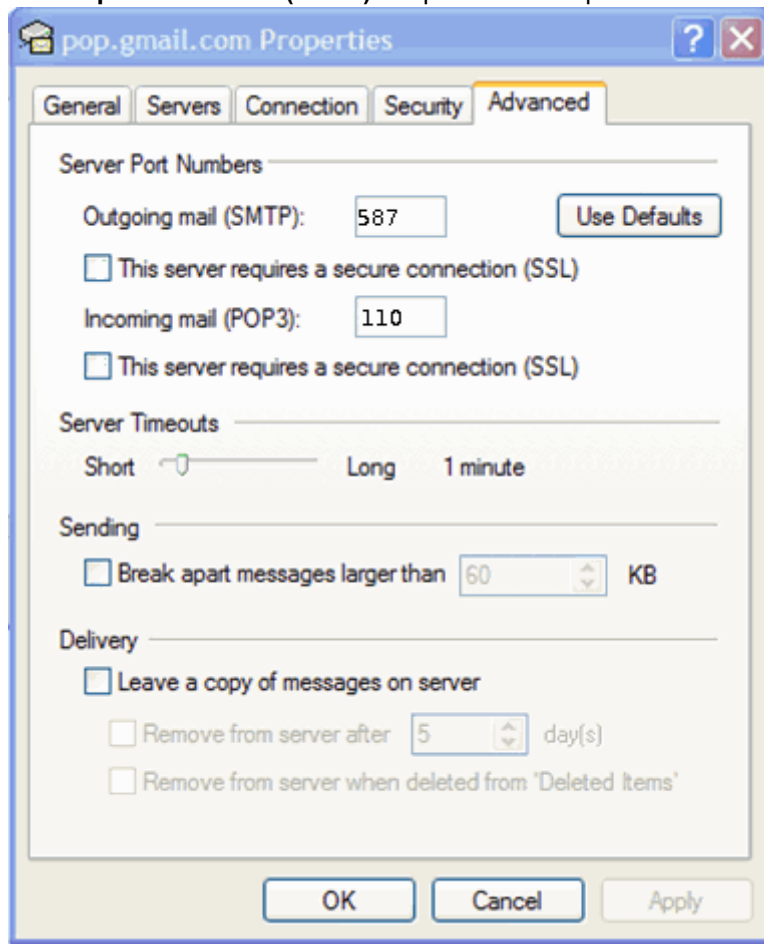 pop.gmail.com Properties
General Servers Connection Security Advanced
Server Port Numbers
Outgoing mail (SMTP): 587 Use Defaults
This server requires a secure connection (SSL)
Incoming mail (POP3): 110
This server requires a secure connection (SSL)
Server Timeouts
Short Long 1 minute
Sending
Break apart messages larger than 60 KB
Delivery
Leave a copy of messages on server
Remove from server after 5 day(s)
Remove from server when deleted from 'Deleted Items'
OK Cancel Apply